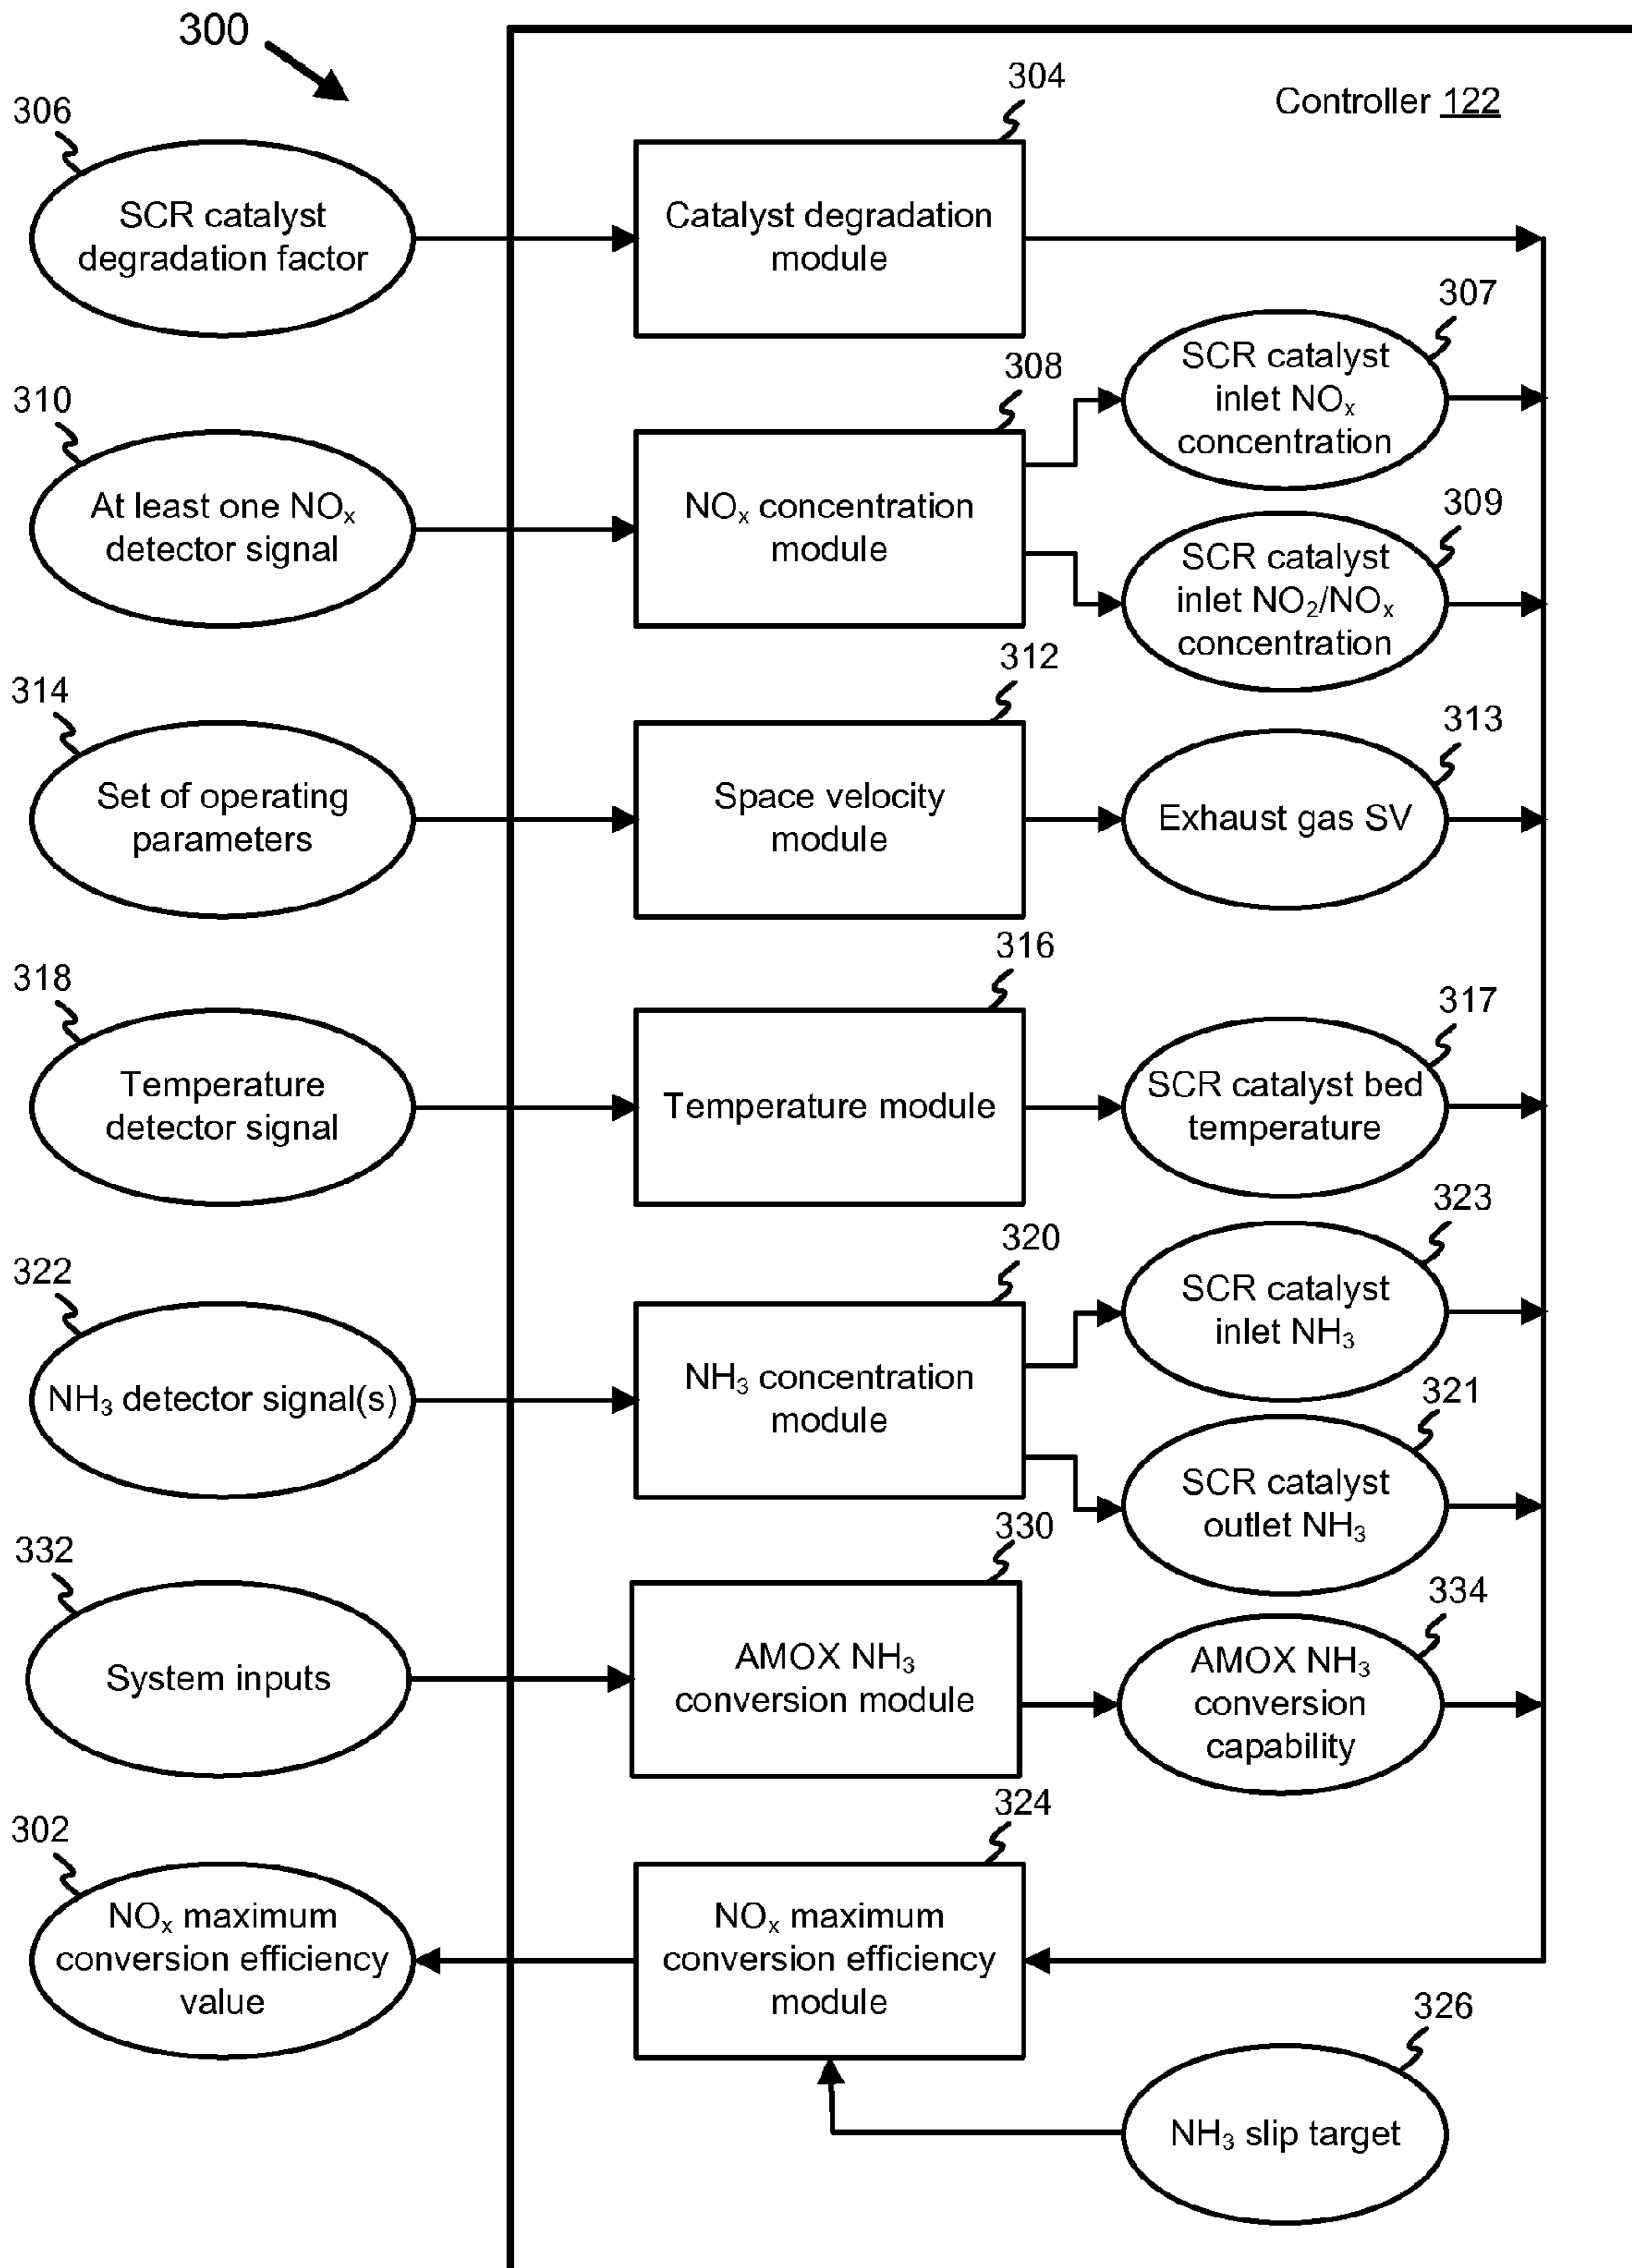 300
304
Controller 122
306
SCR catalyst
degradation factor
Catalyst degradation
module
307
SCR catalyst
inlet NOx
concentration
308
310
At least one NOx
detector signal
NOx concentration
module
309
SCR catalyst
inlet NO2/NOx
concentration
312
314
Set of operating
parameters
Space velocity
module
313
Exhaust gas SV
316
318
Temperature
detector signal
Temperature module
317
SCR catalyst bed
temperature
323
SCR catalyst
inlet NH3
320
322
NH3 detector signal(s)
NH3 concentration
module
321
SCR catalyst
outlet NH3
330
332
System inputs
AMOX NH3
conversion module
334
AMOX NH3
conversion
capability
324
302
NOx maximum
conversion efficiency
value
NOx maximum
conversion efficiency
module
326
NH3 slip target